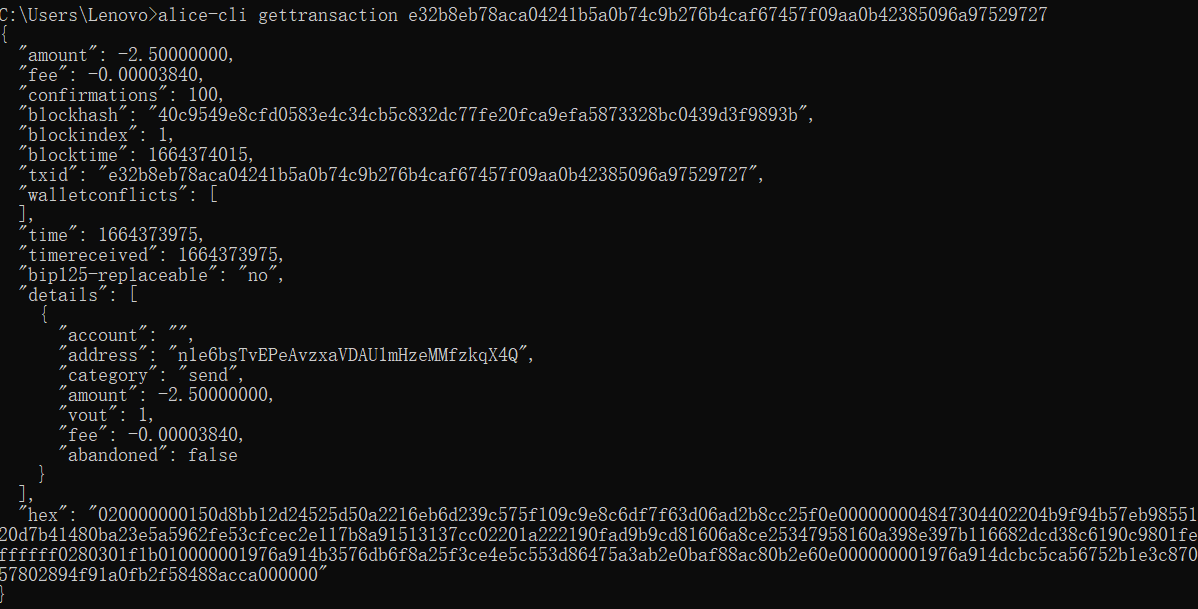 C:\Users\Lenovo>alice-cli gettransaction e32b8eb78aca04241b5a0b74c9b276b4caf67457f09aa0b42385096a97529727
{
  "amount": -2.50000000,
  "fee": -0.00003840,
  "confirmations": 100,
  "blockhash": "40c9549e8cfd0583e4c34cb5c832dc77fe20fca9efa5873328bc0439d3f9893b",
  "blockindex": 1,
  "blocktime": 1664374015,
  "txid": "e32b8eb78aca04241b5a0b74c9b276b4caf67457f09aa0b42385096a97529727",
  "walletconflicts": [
  ],
  "time": 1664373975,
  "timereceived": 1664373975,
  "bip125-replaceable": "no",
  "details": [
    {
      "account": "",
      "address": "n1e6bsTvEPeAvzxaVDAU1mHzeMMfzkqX4Q",
      "category": "send",
      "amount": -2.50000000,
      "vout": 1,
      "fee": -0.00003840,
      "abandoned": false
    }
  ],
  "hex": "020000000150d8bb12d24525d50a2216eb6d239c575f109c9e8c6df7f63d06ad2b8cc25f0e000000004847304402204b9f94b57eb98551
20d7b41480ba23e5a5962fe53cfcec2e117b8a91513137cc02201a222190fad9b9cd81606a8ce25347958160a398e397b116682dcd38c6190c9801fe
ffffff0280301f1b010000001976a914b3576db6f8a25f3ce4e5c553d86475a3ab2e0baf88ac80b2e60e000000001976a914dcbc5ca56752b1e3c870
57802894f91a0fb2f58488acca000000"
}